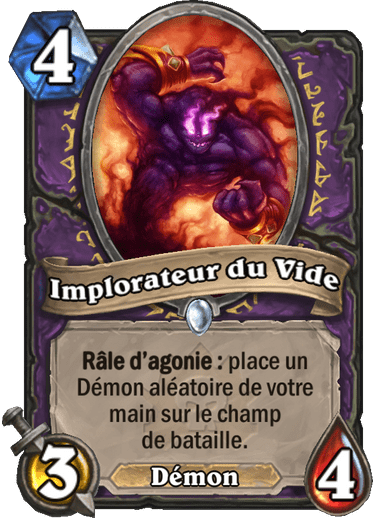 4
Implorateur du Vide
Râle d'agonie : place un
Démon aléatoire de votre
main sur le champ
de bataille.
3
Démon
4